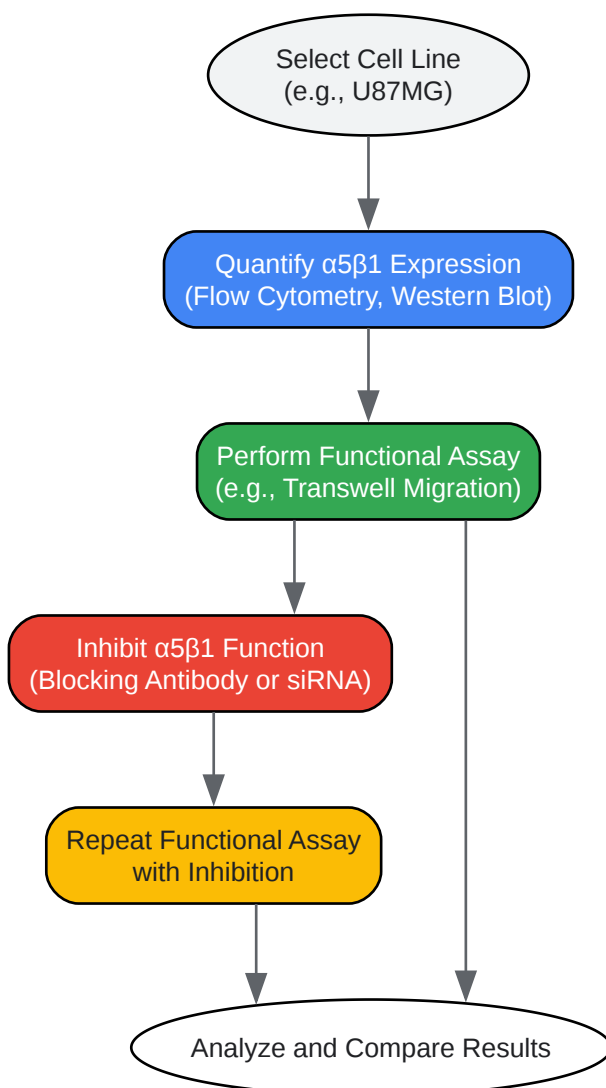 Select Cell Line
(e.g., U87MG)
Quantify α5β1 Expression
(Flow Cytometry, Western Blot)
Perform Functional Assay
(e.g., Transwell Migration)
Inhibit α5β1 Function
(Blocking Antibody or siRNA)
Repeat Functional Assay
with Inhibition
Analyze and Compare Results